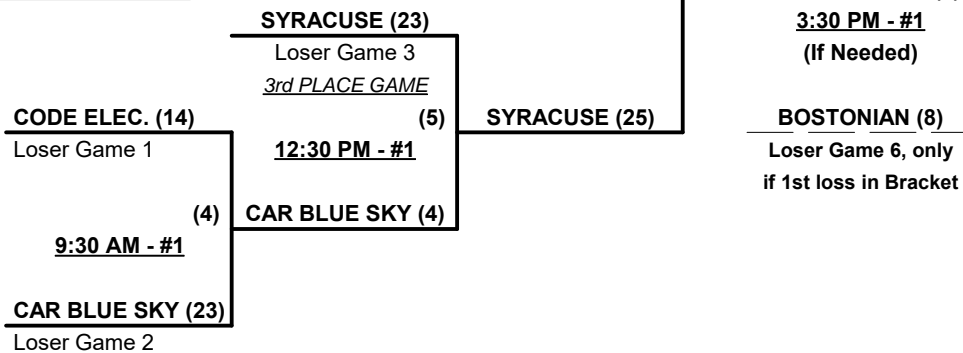 SYRACUSE (23)
Loser Game 3
3rd PLACE GAME
3:30 PM - #1
(If Needed)
CODE ELEC. (14)
Loser Game 1
(5)
12:30 PM - #1
SYRACUSE (25)
BOSTONIAN (8)
Loser Game 6, only
if 1st loss in Bracket
(4)
9:30 AM - #1
CAR BLUE SKY (4)
CAR BLUE SKY (23)
Loser Game 2